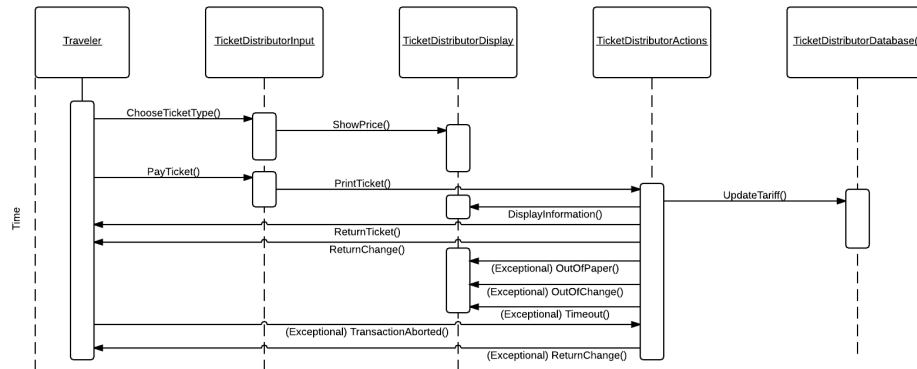 Traveler
TicketDistributorInput
TicketDistributorDisplay
TicketDistributorActions
TicketDistributorDatabase(
ChooseTicketType()
ShowPrice()
PayTicket()
PrintTicket()
UpdateTariff()
DisplayInformation()
ReturnTicket()
Time
ReturnChange()
(Exceptional) OutOfPaper()
(Exceptional) OutOfChange()
(Exceptional) Timeout()
(Exceptional) TransactionAborted()
(Exceptional) ReturnChange()